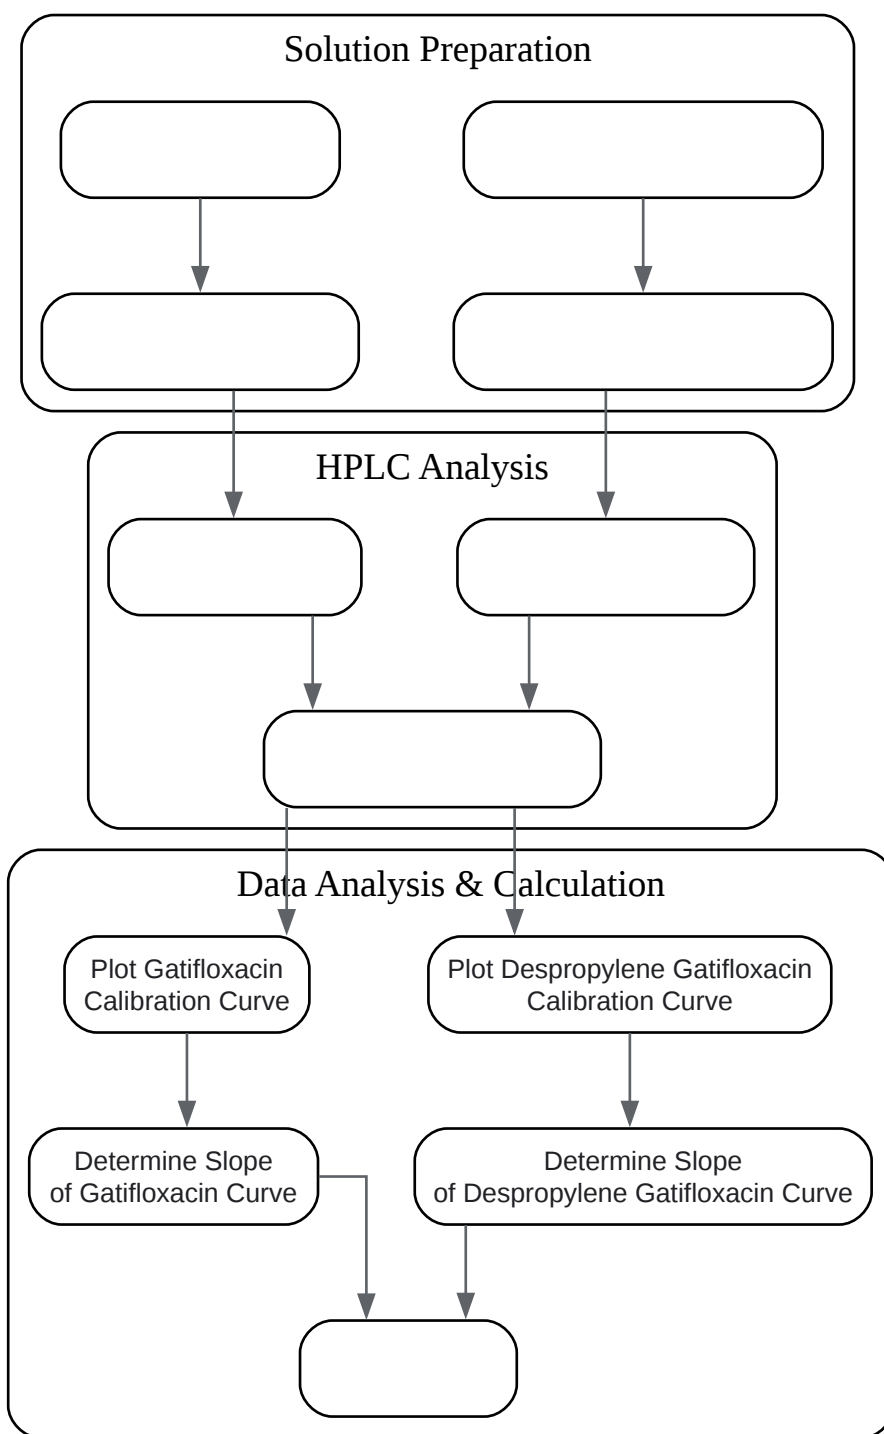 Solution Preparation
HPLC Analysis
Data Analysis & Calculation
Plot Gatifloxacin
Calibration Curve
Plot Despropylene Gatifloxacin
Calibration Curve
Determine Slope
of Gatifloxacin Curve
Determine Slope
of Despropylene Gatifloxacin Curve